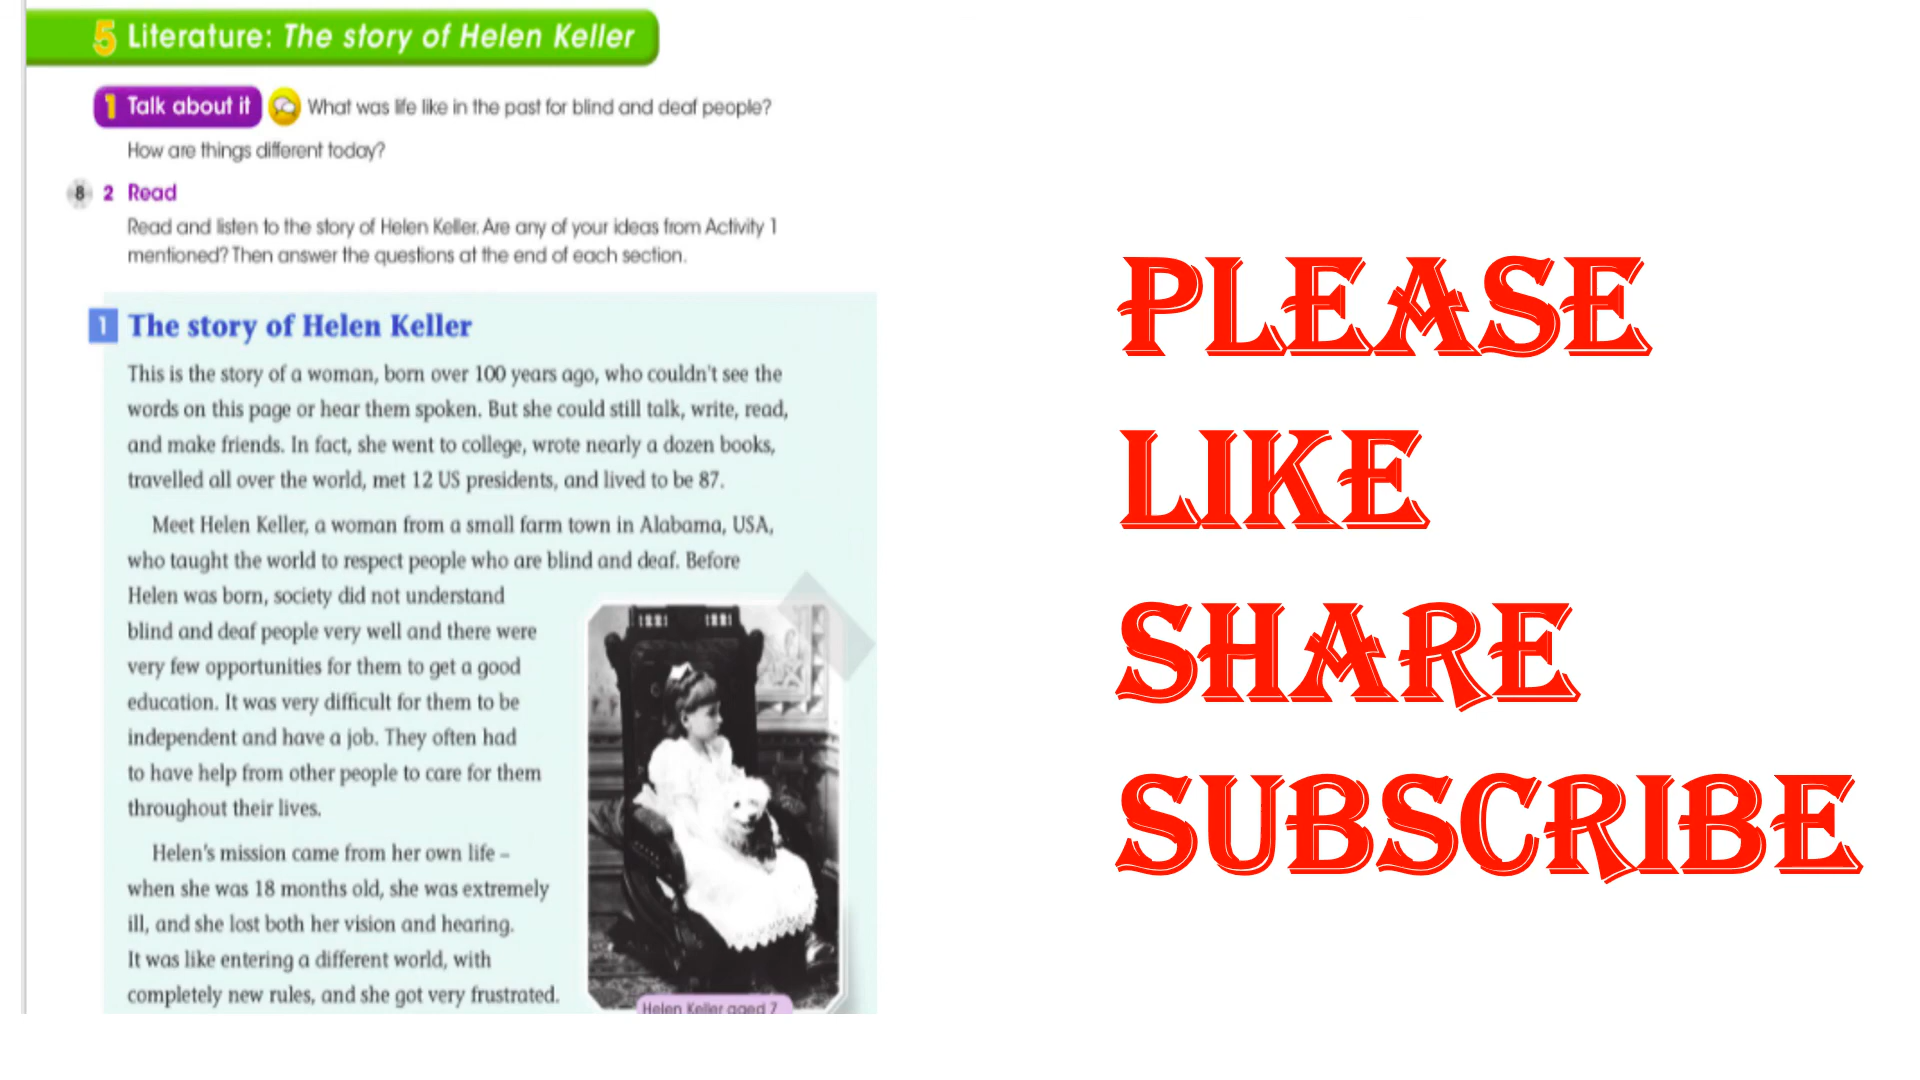 5 Literature: The story of Helen Keller
1 Talk about it What was life like in the past for blind and deaf people?
How are things different today?
8 2 Read
Read and listen to the story of Helen Keller. Are any of your ideas from Activity 1
mentioned? Then answer the questions at the end of each section.
1 The story of Helen Keller
This is the story of a woman, born over 100 years ago, who couldn't see the
words on this page or hear them spoken. But she could still talk, write, read,
and make friends. In fact, she went to college, wrote nearly a dozen books,
travelled all over the world, met 12 US presidents, and lived to be 87.
Meet Helen Keller, a woman from a small farm town in Alabama, USA,
who taught the world to respect people who are blind and deaf. Before
Helen was born, society did not understand
blind and deaf people very well and there were
very few opportunities for them to get a good
education. It was very difficult for them to be
independent and have a job. They often had
to have help from other people to care for them
throughout their lives.
Helen's mission came from her own life –
when she was 18 months old, she was extremely
ill, and she lost both her vision and hearing.
It was like entering a different world, with
completely new rules, and she got very frustrated.
Helen Keller aged 7
PLEASE
LIKE
SHARE
SUBSCRIBE